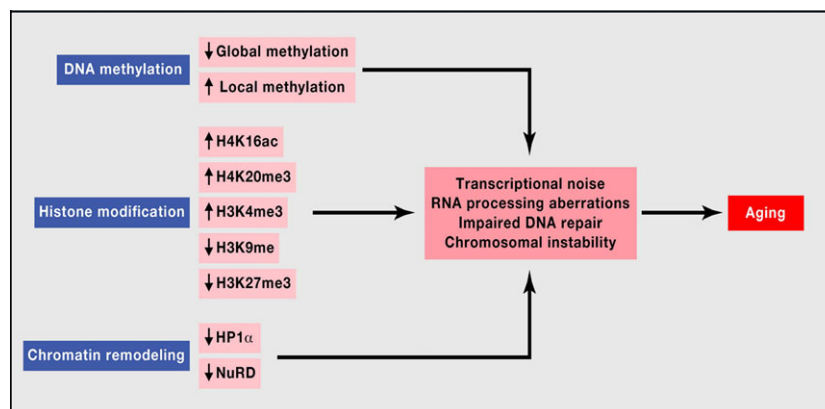 DNA methylation
↓ Global methylation
↑ Local methylation
Histone modification
↑ H4K16ac
↑ H4K20me3
↑ H3K4me3
↓ H3K9me
↓ H3K27me3
Chromatin remodeling
↓ HP1α
↓ NuRD
Transcriptional noise
RNA processing aberrations
Impaired DNA repair
Chromosomal instability
Aging